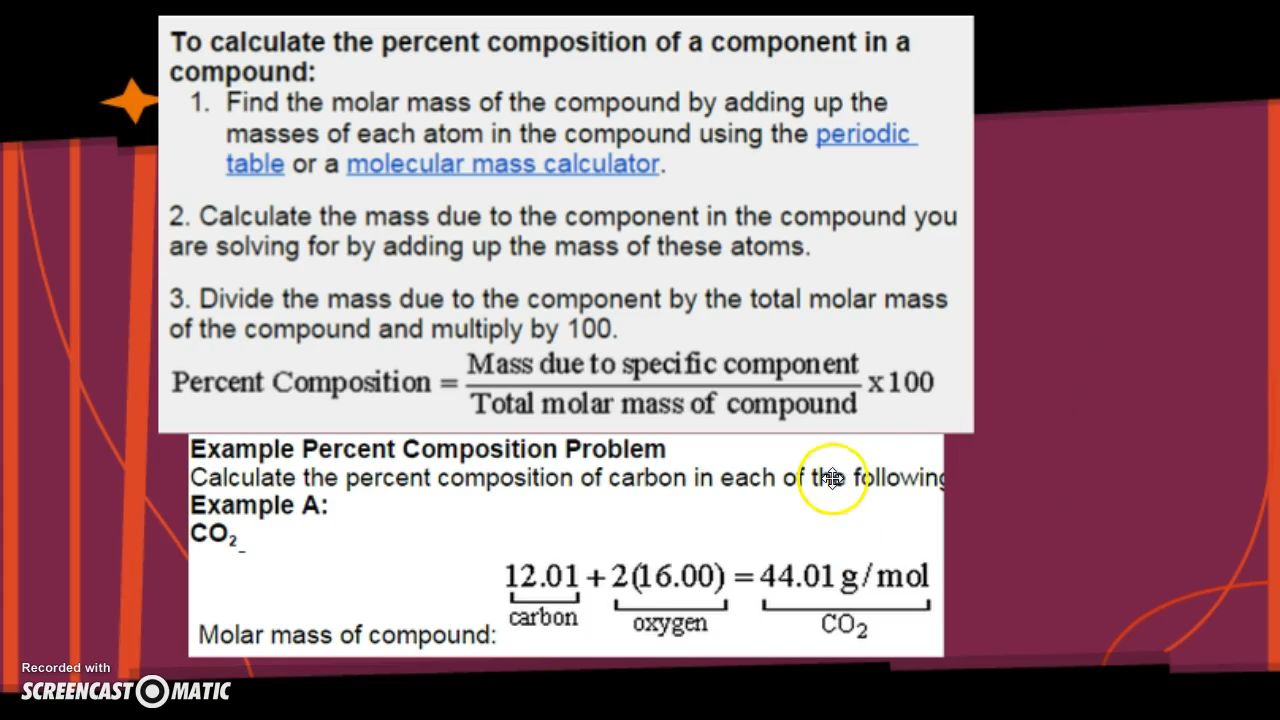 To calculate the percent composition of a component in a
compound:
1. Find the molar mass of the compound by adding up the
masses of each atom in the compound using the periodic
table or a molecular mass calculator.
2. Calculate the mass due to the component in the compound you
are solving for by adding up the mass of these atoms.
3. Divide the mass due to the component by the total molar mass
of the compound and multiply by 100.
Mass due to specific component
Percent Composition = x100
Total molar mass of compound
Example Percent Composition Problem
Calculate the percent composition of carbon in each of the following
Example A:
CO₂
12.01 + 2(16.00) = 44.01 g/mol
carbon oxygen CO₂
Molar mass of compound:
Recorded with
SCREENCAST-O-MATIC